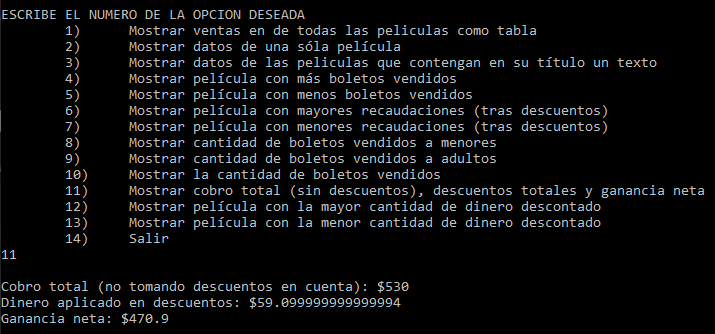 ESCRIBE EL NUMERO DE LA OPCION DESEADA
1) Mostrar ventas en de todas las peliculas como tabla
2) Mostrar datos de una sóla película
3) Mostrar datos de las peliculas que contengan en su título un texto
4) Mostrar película con más boletos vendidos
5) Mostrar película con menos boletos vendidos
6) Mostrar película con mayores recaudaciones (tras descuentos)
7) Mostrar película con menores recaudaciones (tras descuentos)
8) Mostrar cantidad de boletos vendidos a menores
9) Mostrar cantidad de boletos vendidos a adultos
10) Mostrar la cantidad de boletos vendidos
11) Mostrar cobro total (sin descuentos), descuentos totales y ganancia neta
12) Mostrar película con la mayor cantidad de dinero descontado
13) Mostrar película con la menor cantidad de dinero descontado
14) Salir
11
Cobro total (no tomando descuentos en cuenta): $530
Dinero aplicado en descuentos: $59.099999999999994
Ganancia neta: $470.9